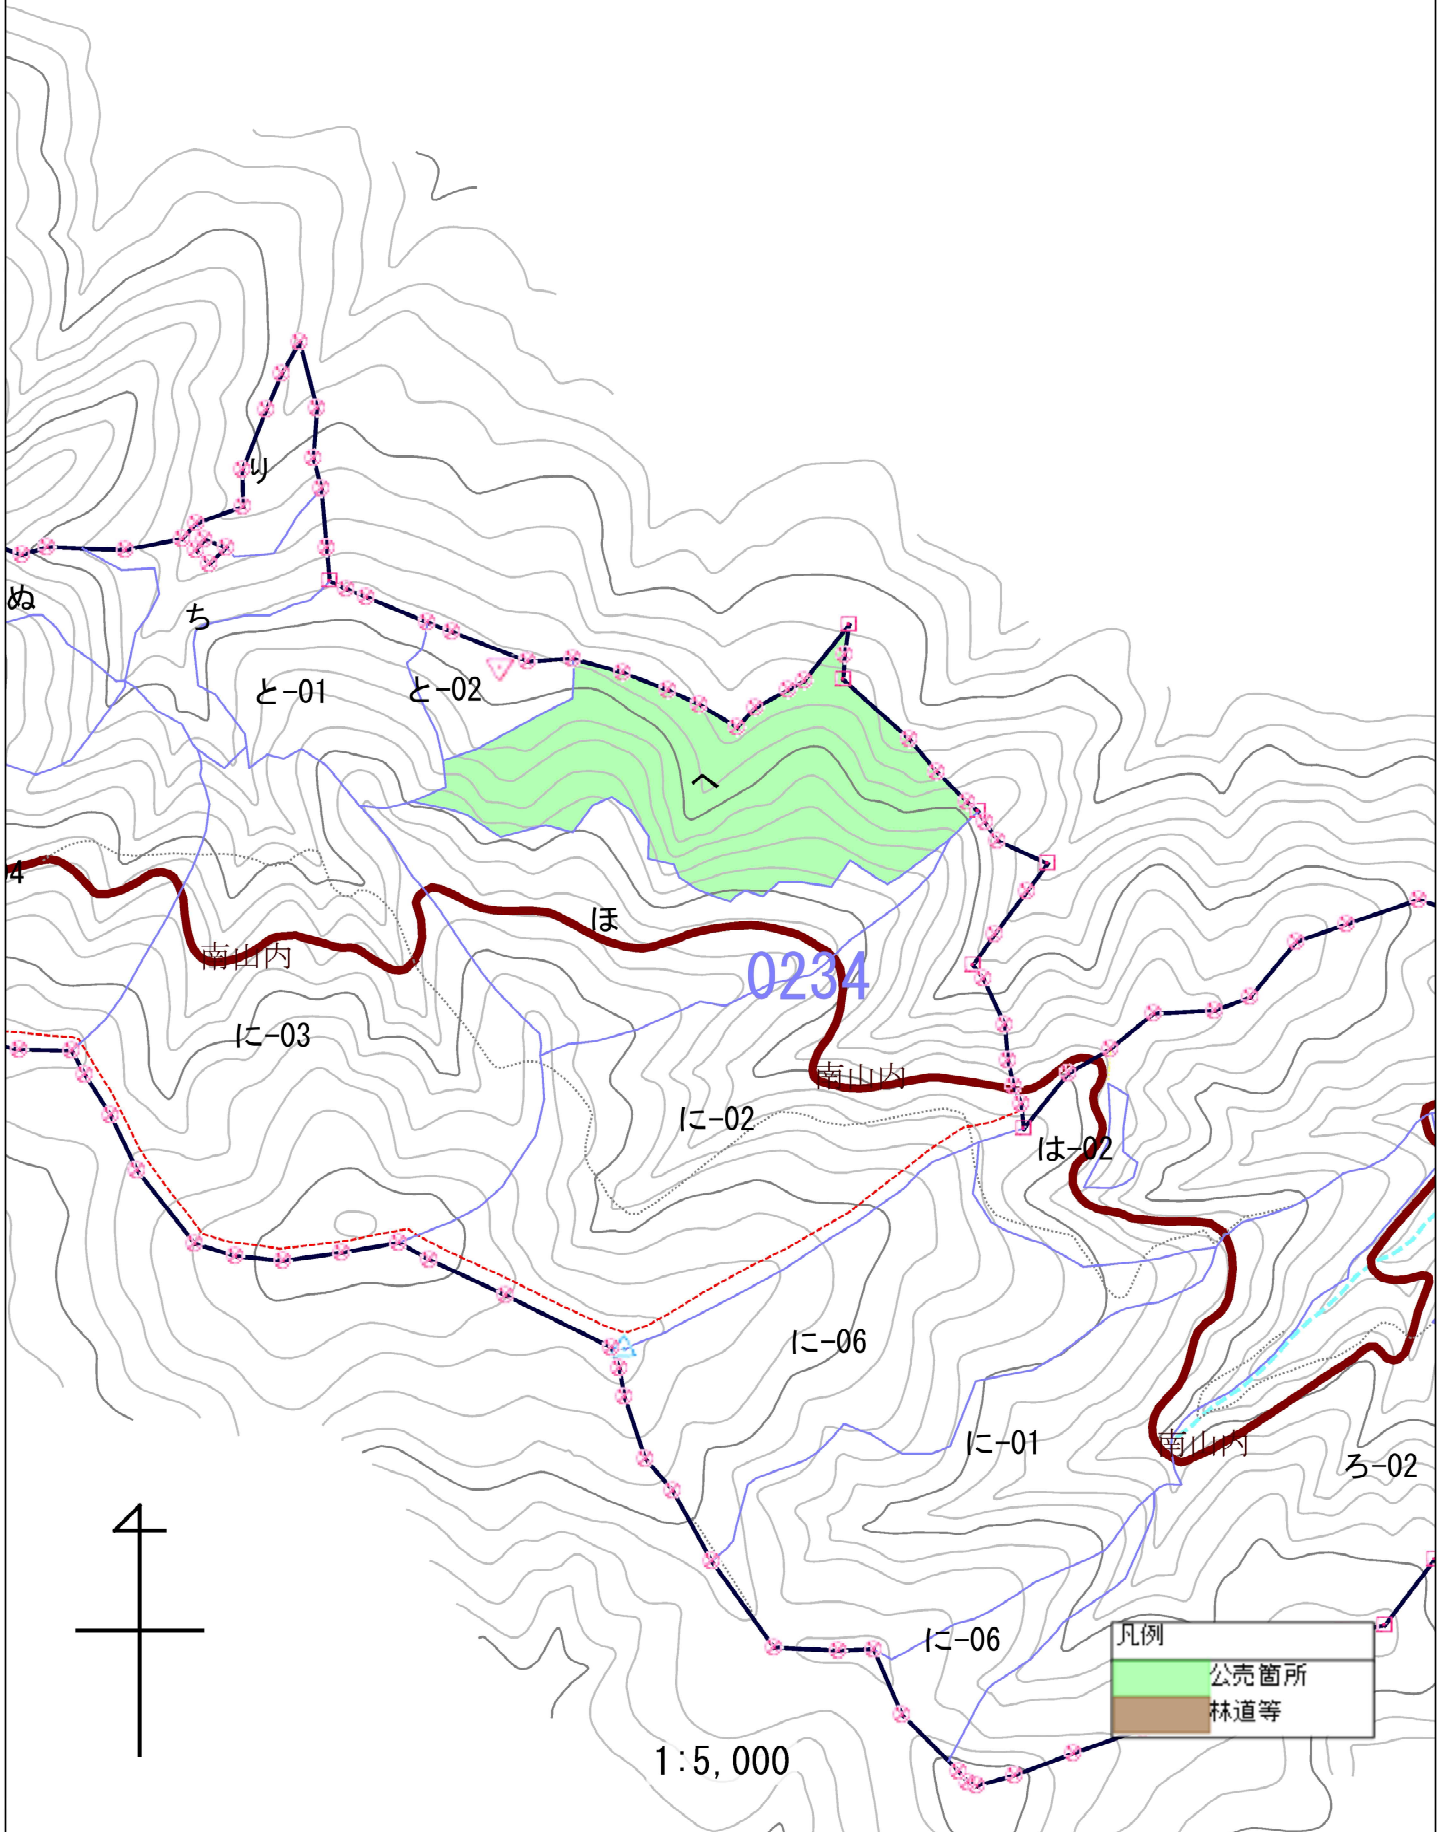 り
ぬ
ち
と-01
と-02
へ
4
ほ
南山内
0234
に-03
南山内
に-02
は-02
に-06
に-01
南山内
ろ-02
に-06
凡例
公売箇所
林道等
1:5,000